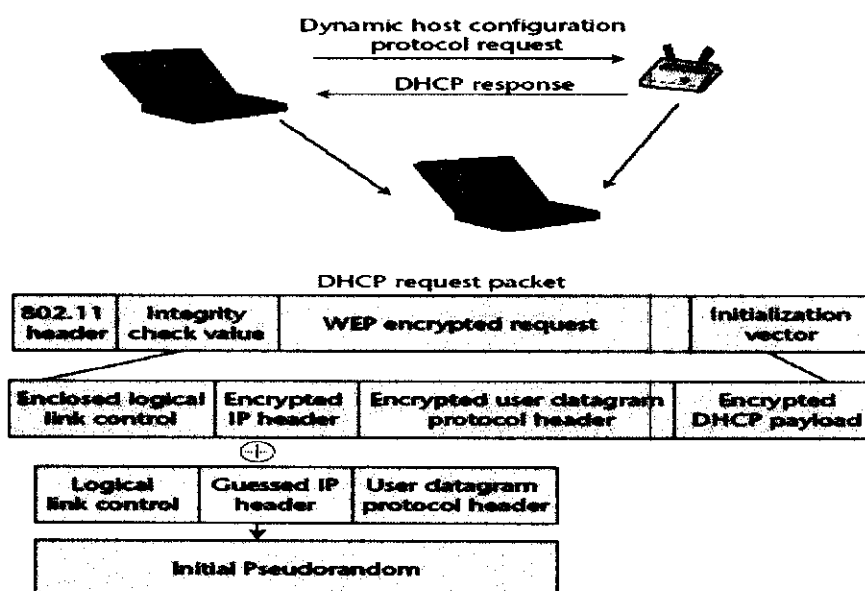 Dynamic host configuration
protocol request
DHCP response
DHCP request packet
802.11
header
Integrity
check value
WEP encrypted request
Initialization
vector
Enclosed logical
link control
Encrypted
IP header
Encrypted user datagram
protocol header
Encrypted
DHCP payload
Logical
link control
Guessed IP
header
User datagram
protocol header
Initial Pseudorandom